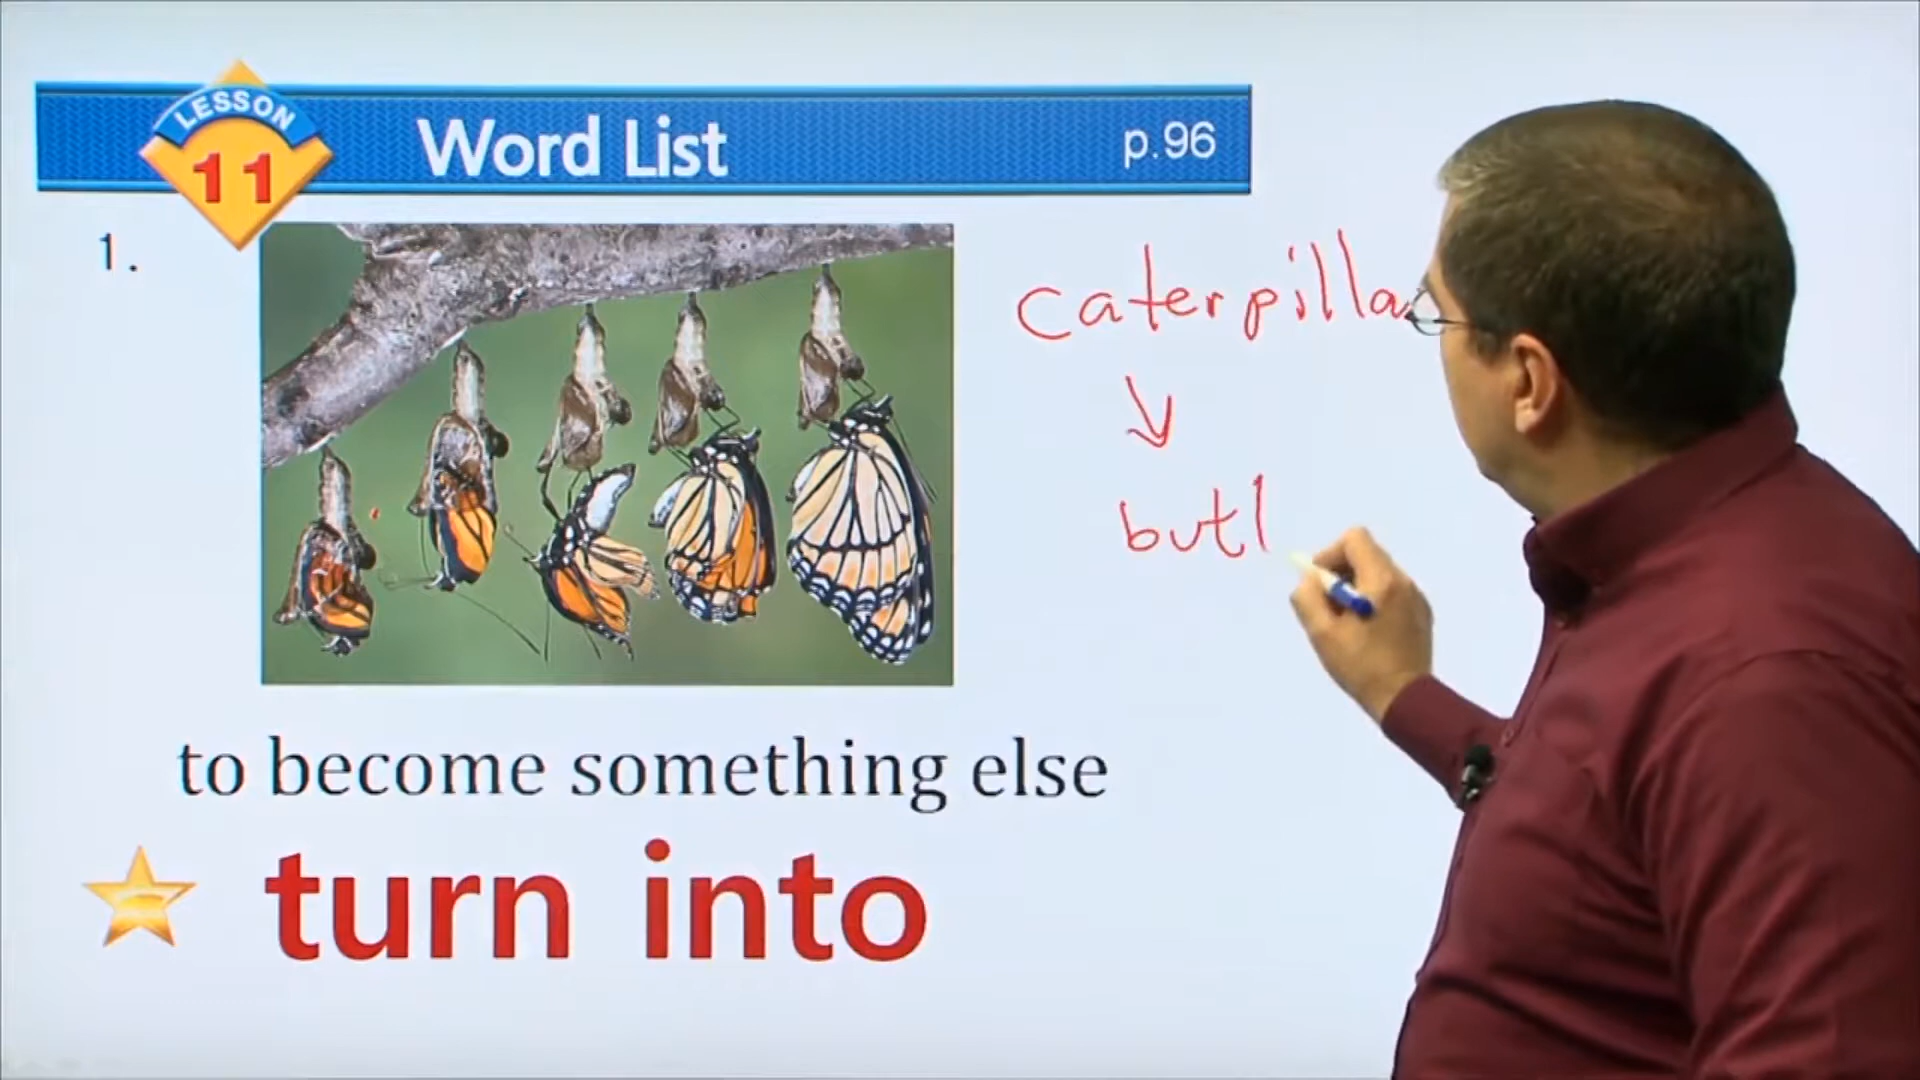 LESSON
11
Word List
p.96
1.
caterpilla
↓
butl
to become something else
turn into